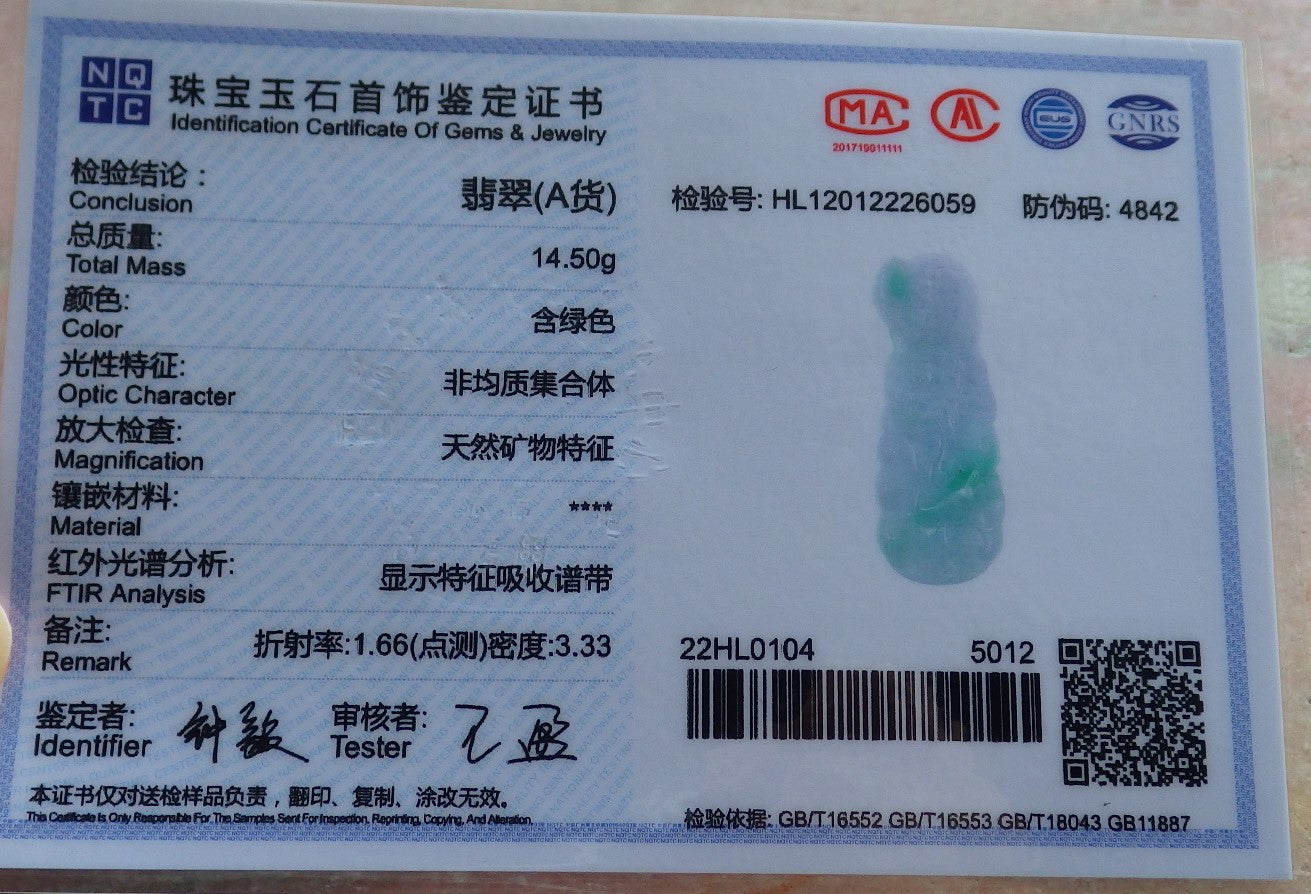 NQ
TC
珠宝玉石首饰鉴定证书
Identification Certificate Of Gems & Jewelry
MA
201719011111
AL
CUS
GNRS
检验结论：
Conclusion
翡翠(A货)
总质量:
Total Mass
14.50g
颜色:
Color
含绿色
光性特征:
Optic Character
非均质集合体
放大检查:
Magnification
天然矿物特征
镶嵌材料:
Material
****
红外光谱分析:
FTIR Analysis
显示特征吸收谱带
备注:
Remark
折射率:1.66(点测)密度:3.33
鉴定者:
Identifier
钟敏
审核者:
Tester
本证书仅对送检样品负责，翻印、复制、涂改无效。
This Certificate Is Only Responsible For The Samples Sent For Inspection, Reprinting, Copying, And Alteration.
检验号: HL12012226059
防伪码: 4842
22HL0104
5012
检验依据: GB/T16552 GB/T16553 GB/T18043 GB11887